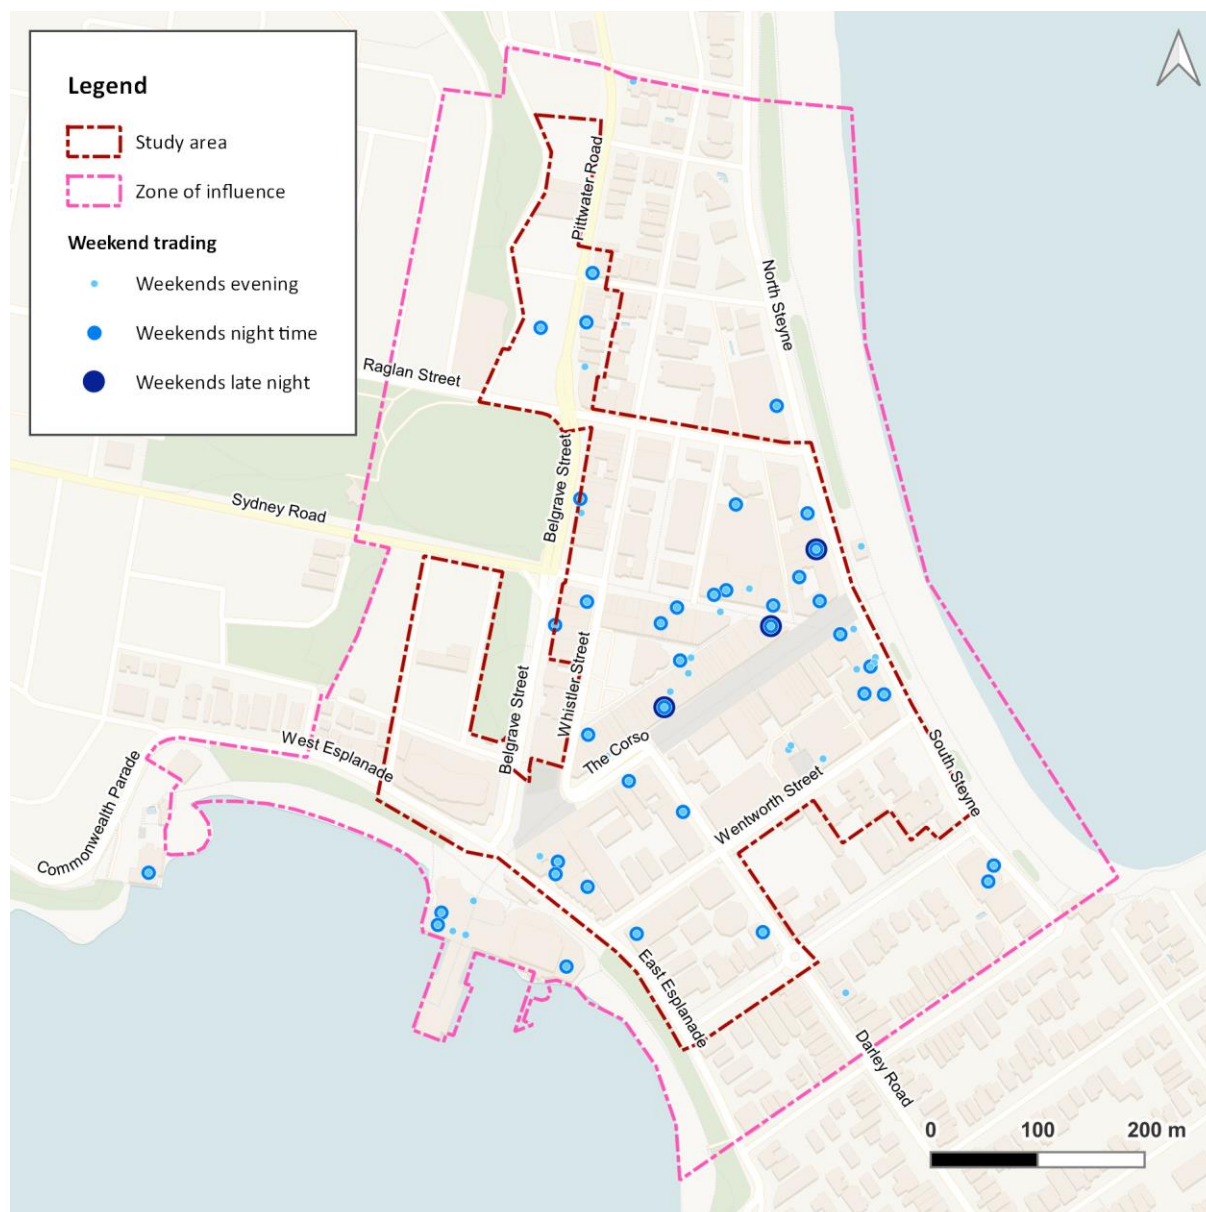 Legend
Study area
Zone of influence
Weekend trading
Weekends evening
Weekends night time
Weekends late night
Pittwater Road
North Steyne
Raglan Street
Belgrave Street
Sydney Road
Whistler Street
Belgrave Street
The Corso
West Esplanade
South Steyne
Wentworth Street
Commonwealth Parade
East Esplanade
Darley Road
0 100 200 m